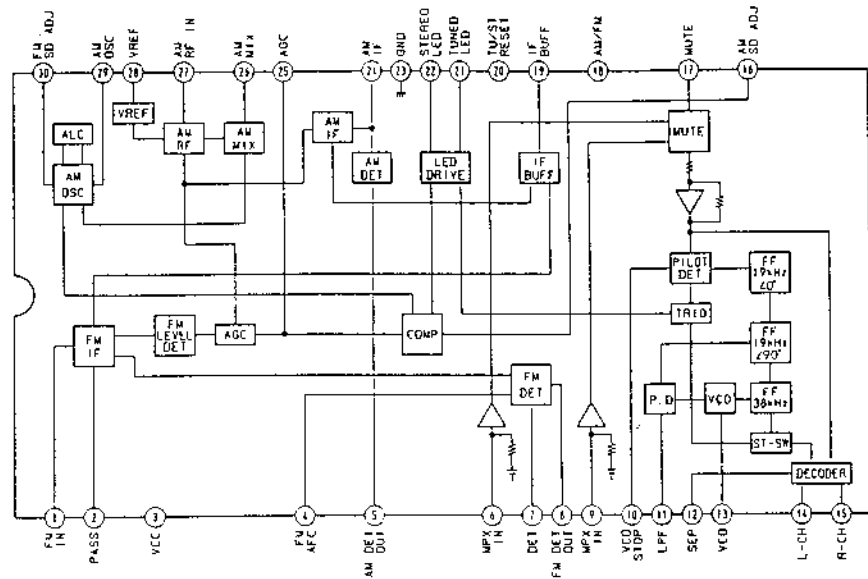 FM SD ADJ
AM OSC
VREF
AM RF IN
AM MIX
AGC
AM IF
GND
STEREO LED
TUNED LED
TW/ST RESET
IF BUFF
AM/FM
MUTE
AM SD ADJ
30
29
28
27
26
25
24
23
22
21
20
19
18
17
16
VREF
ALC
AM OSC
AM RF
AM MIX
AM IF
AM DET
LED DRIVE
IF BUFF
MUTE
PILOT DET
FF 19kHz ∠0°
TRIG
FM IF
FM LEVEL DET
AGC
COMP
FF 19kHz ∠90°
FM DET
P.D
VCO
FF 38kHz
ST-SW
DECODER
1
2
3
4
5
6
7
8
9
10
11
12
13
14
15
FM IN
PASS
VCC
FM AFC
AM DET OUT
MPX IN
DET
FM DET OUT
MPX IN
VCO STOP
LPF
SEP
VCO
L-CH
R-CH